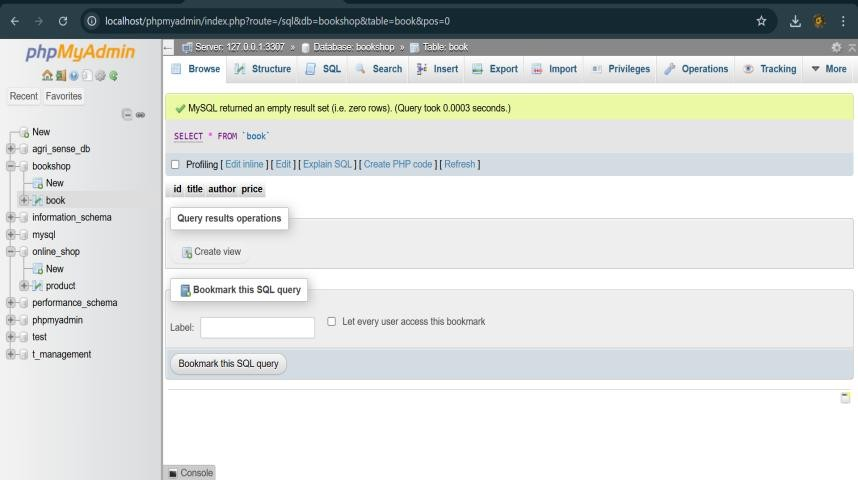 localhost/phpmyadmin/index.php?route=/sql&db=bookshop&table=book&pos=0
phpMyAdmin
Recent Favorites
New
agri_sense_db
bookshop
New
book
information_schema
mysql
online_shop
New
product
performance_schema
phpmyadmin
test
t_management
Server: 127.0.0.1:3307 » Database: bookshop » Table: book
Browse Structure SQL Search Insert Export Import Privileges Operations Tracking More
MySQL returned an empty result set (i.e. zero rows). (Query took 0.0003 seconds.)
SELECT * FROM `book`
Profiling [ Edit inline ] [ Edit ] [ Explain SQL ] [ Create PHP code ] [ Refresh ]
id title author price
Query results operations
Create view
Bookmark this SQL query
Label: Let every user access this bookmark
Bookmark this SQL query
Console